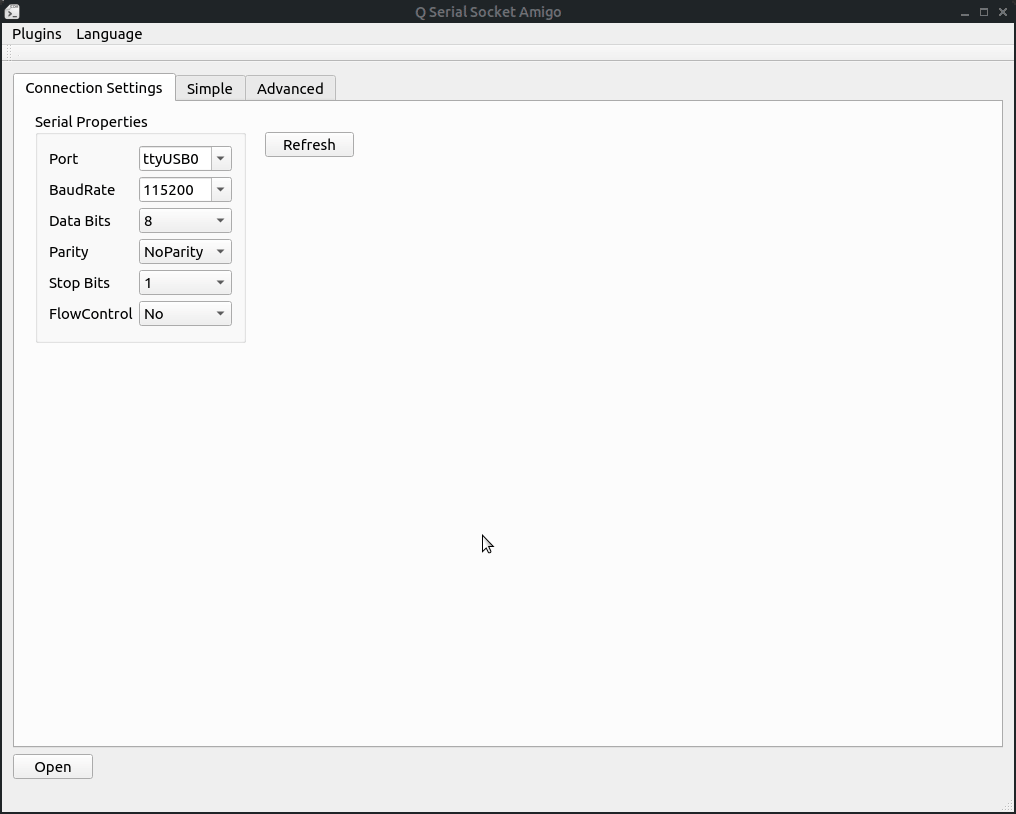 Q Serial Socket Amigo
Plugins Language
Connection Settings Simple Advanced
Serial Properties
Refresh
Port ttyUSB0
BaudRate 115200
Data Bits 8
Parity NoParity
Stop Bits 1
FlowControl No
Open